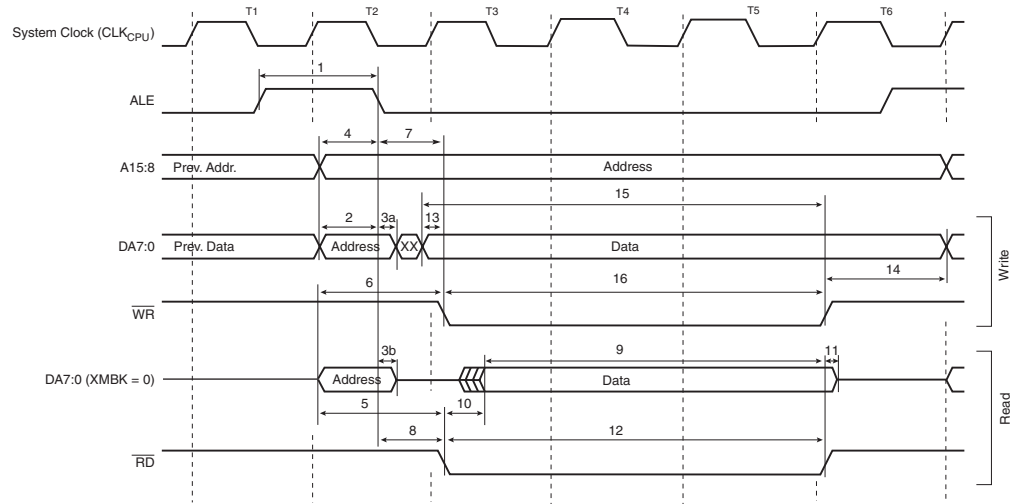 T1 T2 T3 T4 T5 T6
System Clock (CLKCPU)
1
ALE
4 7
A15:8 Prev. Addr. Address
15
2 3a 13
DA7:0 Prev. Data Address XX Data
14
6 16
WR
Write
3b 9 11
DA7:0 (XMBK = 0) Address Data
5 10
8 12
RD
Read